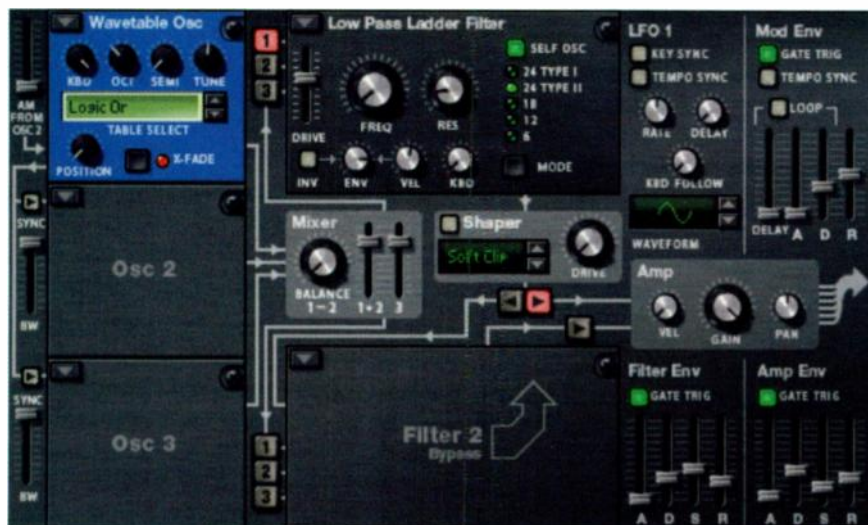 Wavetable Osc
KBD OCT SEMI TUNE
Logic Or
TABLE SELECT
POSITION
X-FADE
AM
FROM
OSC 2
SYNC
BW
SYNC
BW
Osc 2
Osc 3
1
2
3
Low Pass Ladder Filter
DRIVE
FREQ
RES
SELF OSC
24 TYPE I
24 TYPE II
18
12
6
MODE
INV
ENV
VEL
KBD
Mixer
BALANCE
1-2
1+2
3
Shaper
Soft Clip
DRIVE
1
2
3
Filter 2
Bypass
LFO 1
KEY SYNC
TEMPO SYNC
RATE
DELAY
KBD FOLLOW
WAVEFORM
Mod Env
GATE TRIG
TEMPO SYNC
LOOP
DELAY A D R
Amp
VEL
GAIN
PAN
Filter Env
GATE TRIG
A D S R
Amp Env
GATE TRIG
A D S R